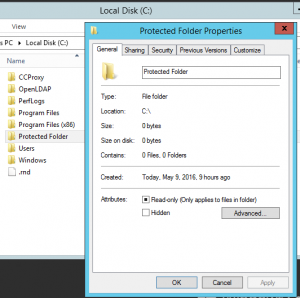 Local Disk (C:)
s PC
Local Disk (C:)
Name
CCProxy
OpenLDAP
PerfLogs
Program Files
Program Files (x86)
Protected Folder
Users
Windows
.rnd
Protected Folder Properties
X
General Sharing Security Previous Versions Customize
Protected Folder
Type: File folder
Location: C:\
Size: 0 bytes
Size on disk: 0 bytes
Contains: 0 Files, 0 Folders
Created: Today, May 9, 2016, 9 hours ago
Attributes: Read-only (Only applies to files in folder)
Hidden Advanced...
OK Cancel Apply